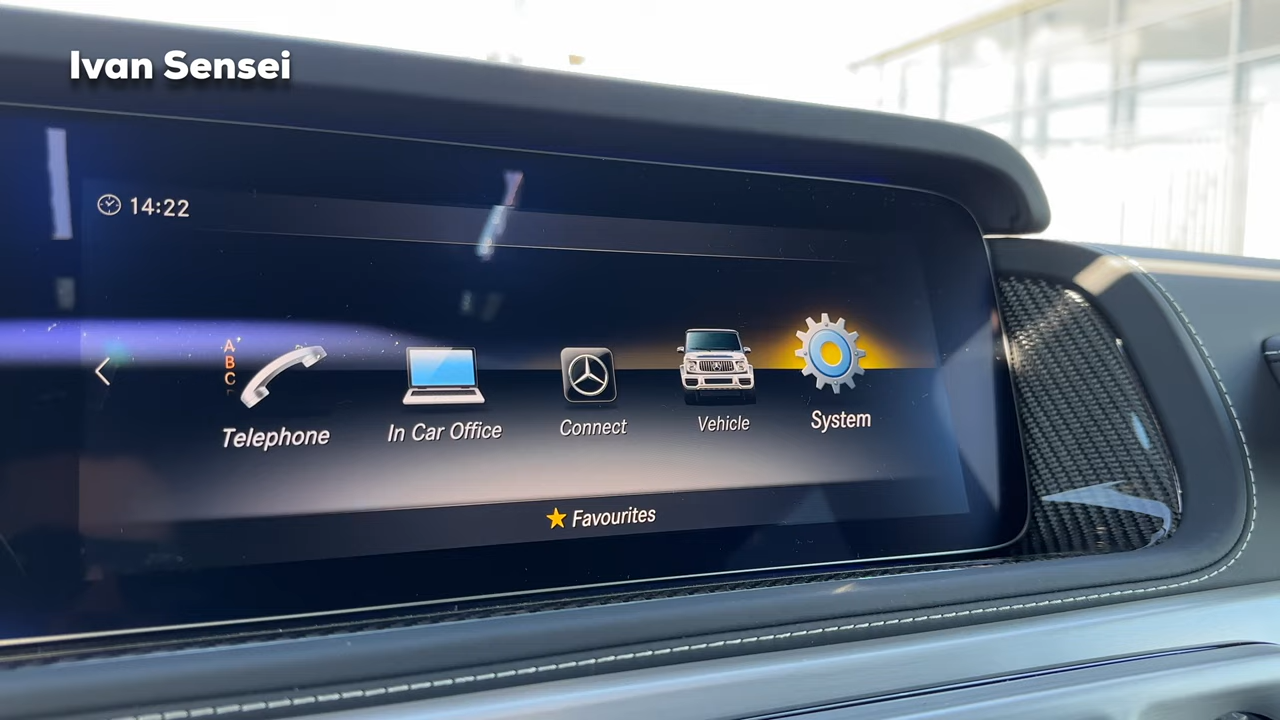 Ivan Sensei
14:22
A
B
C
Telephone
In Car Office
Connect
Vehicle
System
Favourites